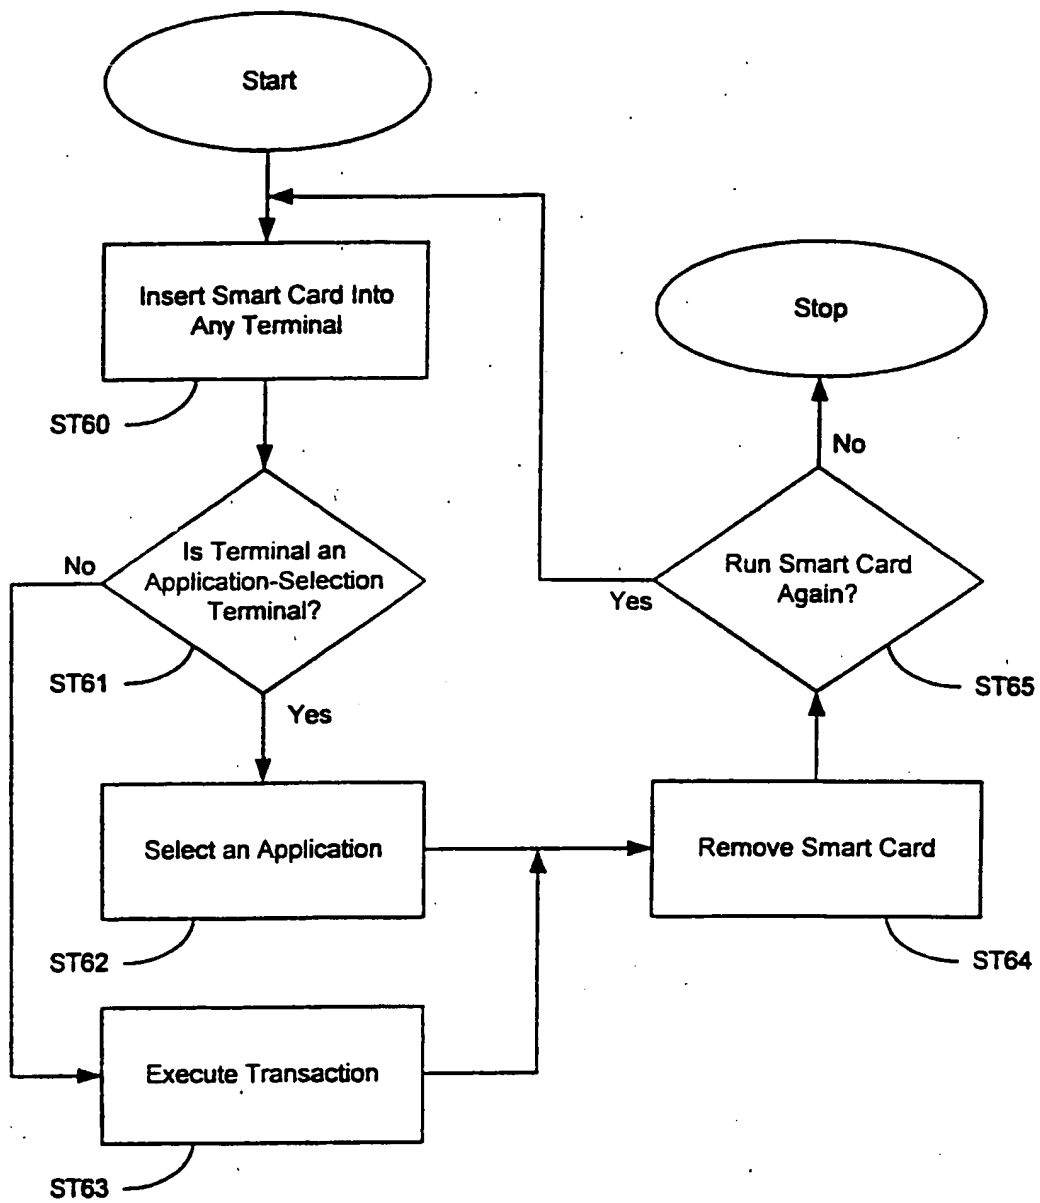 Start
Insert Smart Card Into
Any Terminal
ST60
Is Terminal an
Application-Selection
Terminal?
No
ST61
Yes
Select an Application
ST62
Execute Transaction
ST63
Remove Smart Card
ST64
Run Smart Card
Again?
Yes
ST65
No
Stop